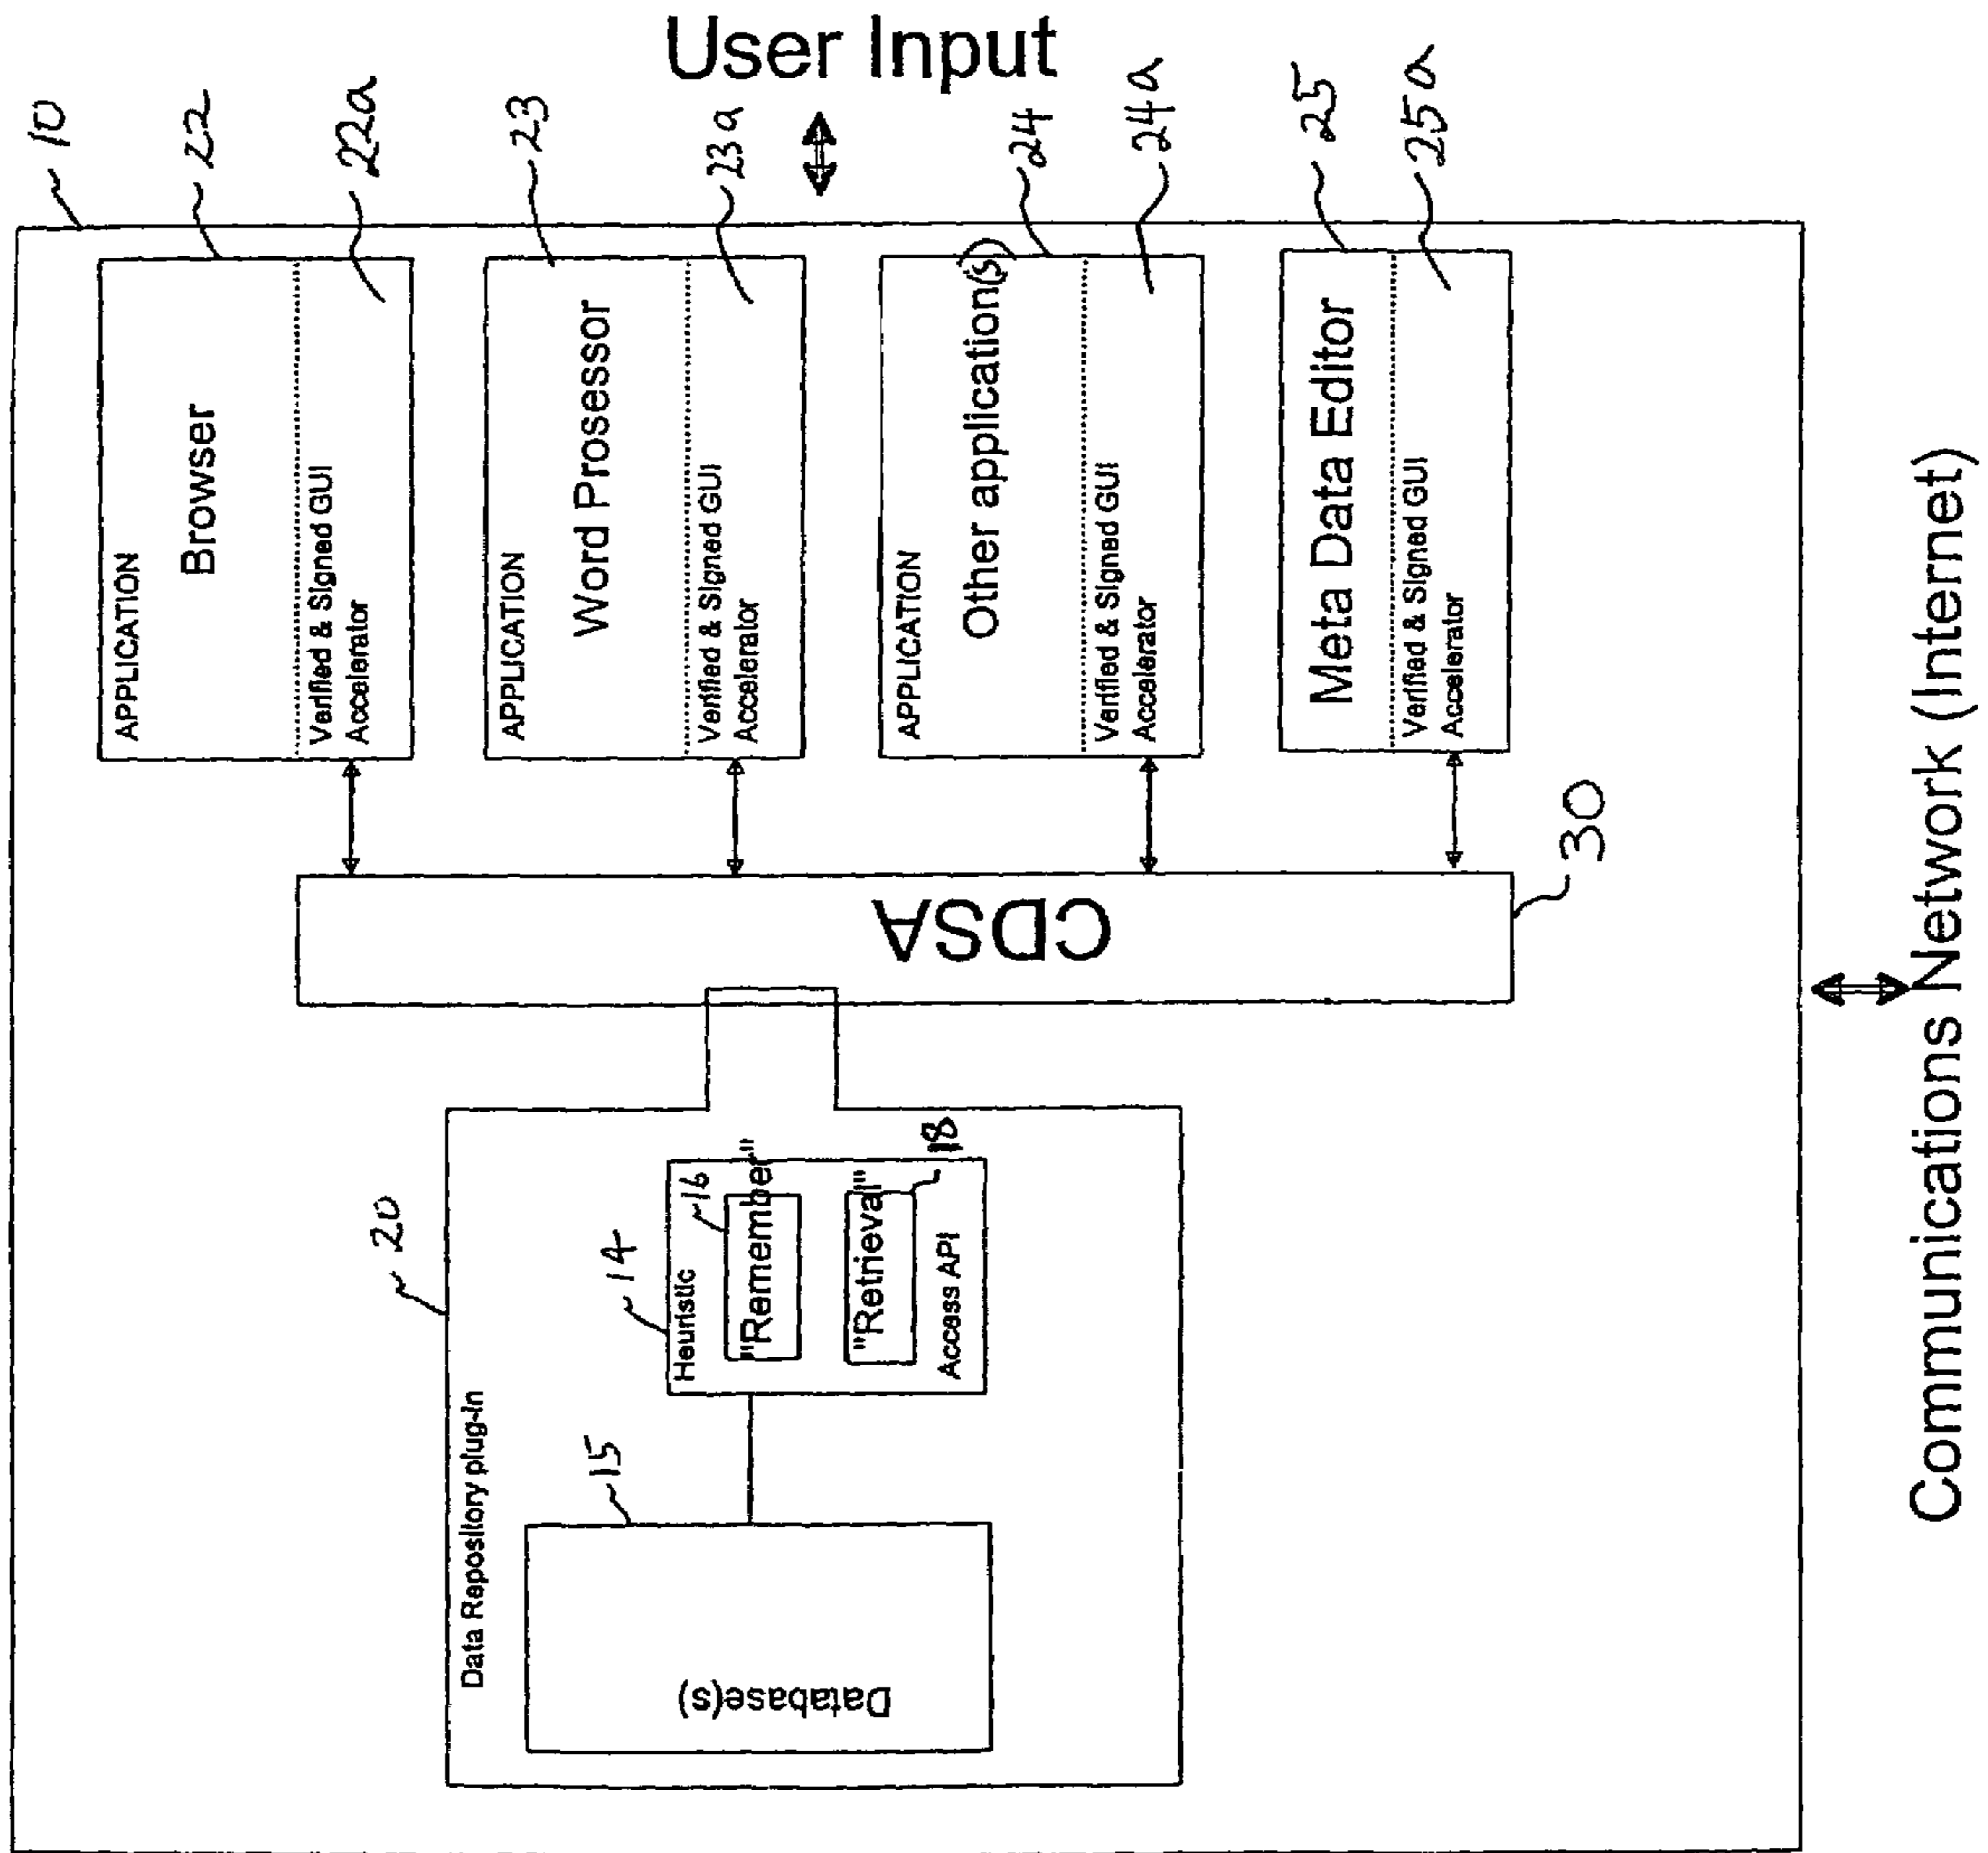 User Input
10
22
22a
23
23a
24
24a
25
25a
APPLICATION
Browser
Verified & Signed GUI
Accelerator
APPLICATION
Word Prosessor
Verified & Signed GUI
Accelerator
APPLICATION
Other application(s)
Verified & Signed GUI
Accelerator
Meta Data Editor
Verified & Signed GUI
Accelerator
CDSA
30
20
Data Repository plug-in
14
Heuristic
16
"Remember"
"Retrieval"
18
Access API
15
Database(s)
Communications Network (Internet)